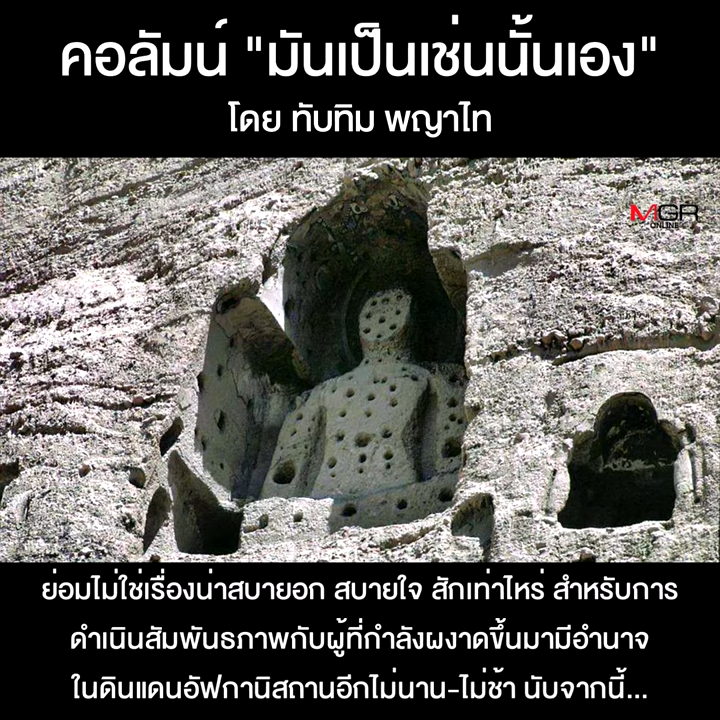 คอลัมน์ "มันเป็นเช่นนั้นเอง"
โดย ทับทิม พญาไท
MGR
ONLINE
ย่อมไม่ใช่เรื่องน่าสบายอก สบายใจ สักเท่าไหร่ สำหรับการ
ดำเนินสัมพันธภาพกับผู้ที่กำลังผงาดขึ้นมามีอำนาจ
ในดินแดนอัฟกานิสถานอีกไม่นาน-ไม่ช้า นับจากนี้...